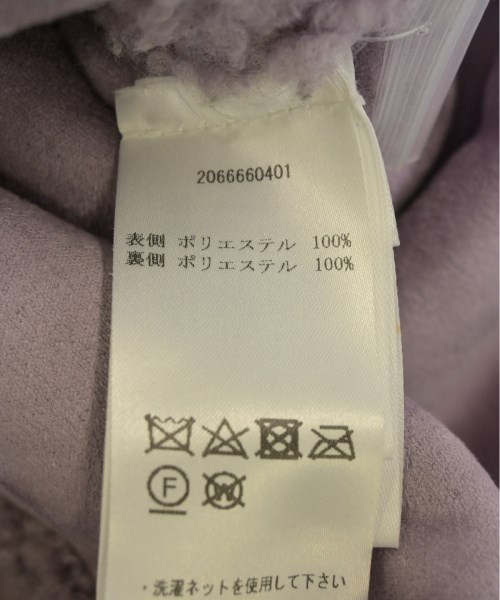 2066660401
表側 ポリエステル 100%
裏側 ポリエステル 100%
F W
・洗濯ネットを使用して下さい